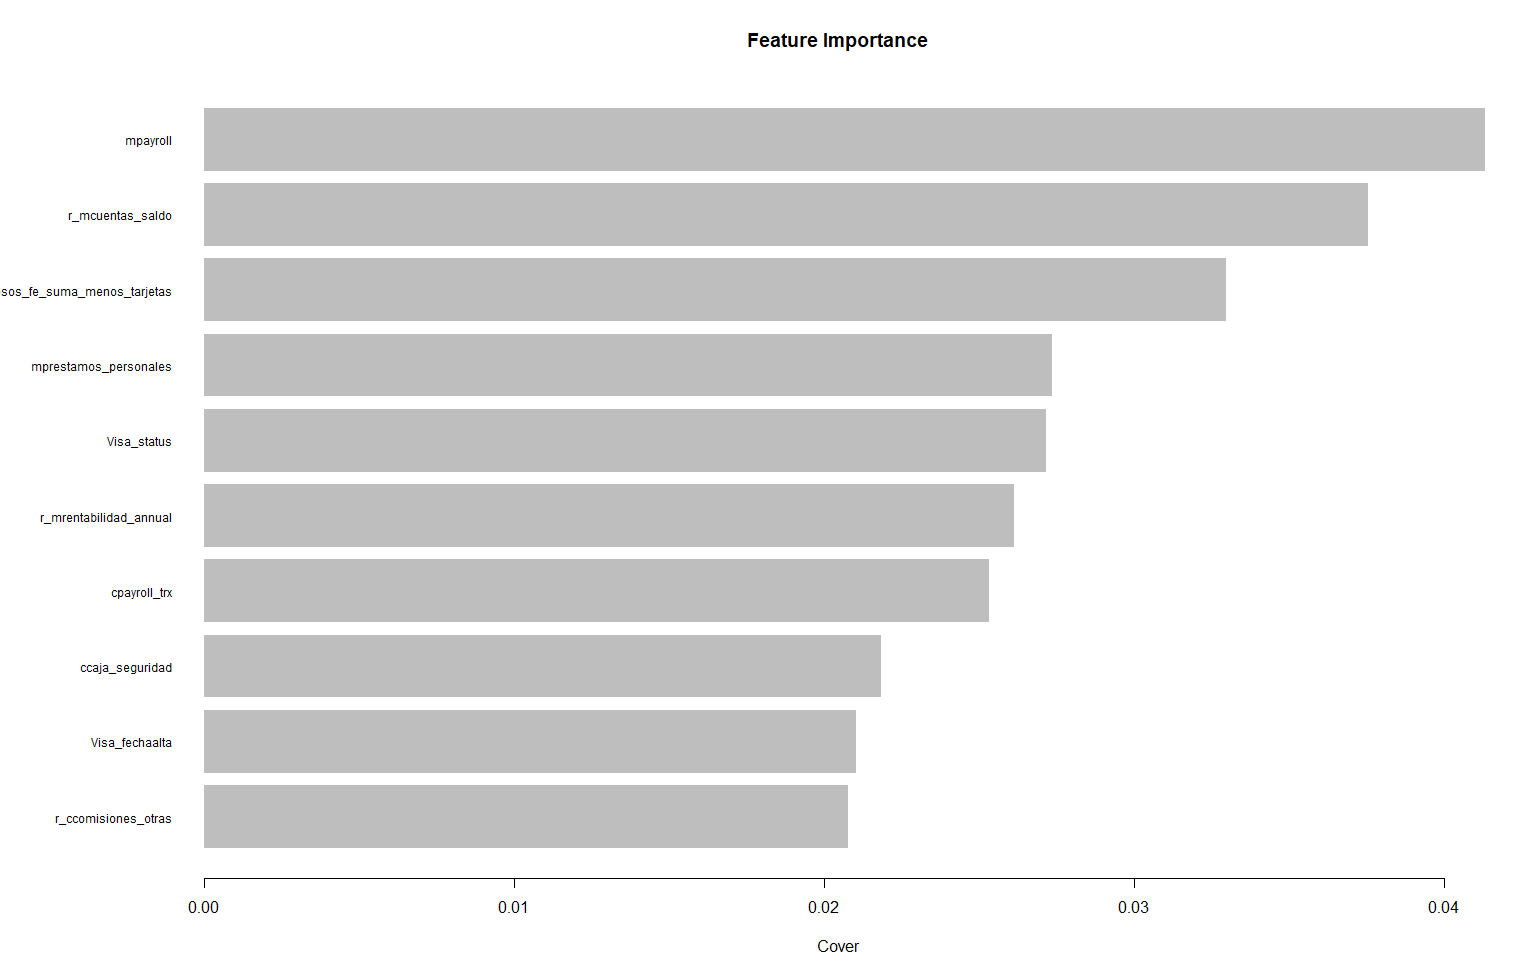 Feature Importance
mpayroll
r_mcuentas_saldo
sos_fe_suma_menos_tarjetas
mprestamos_personales
Visa_status
r_mrentabilidad_annual
cpayroll_trx
ccaja_seguridad
Visa_fechaalta
r_ccomisiones_otras
0.00 0.01 0.02 0.03 0.04
Cover